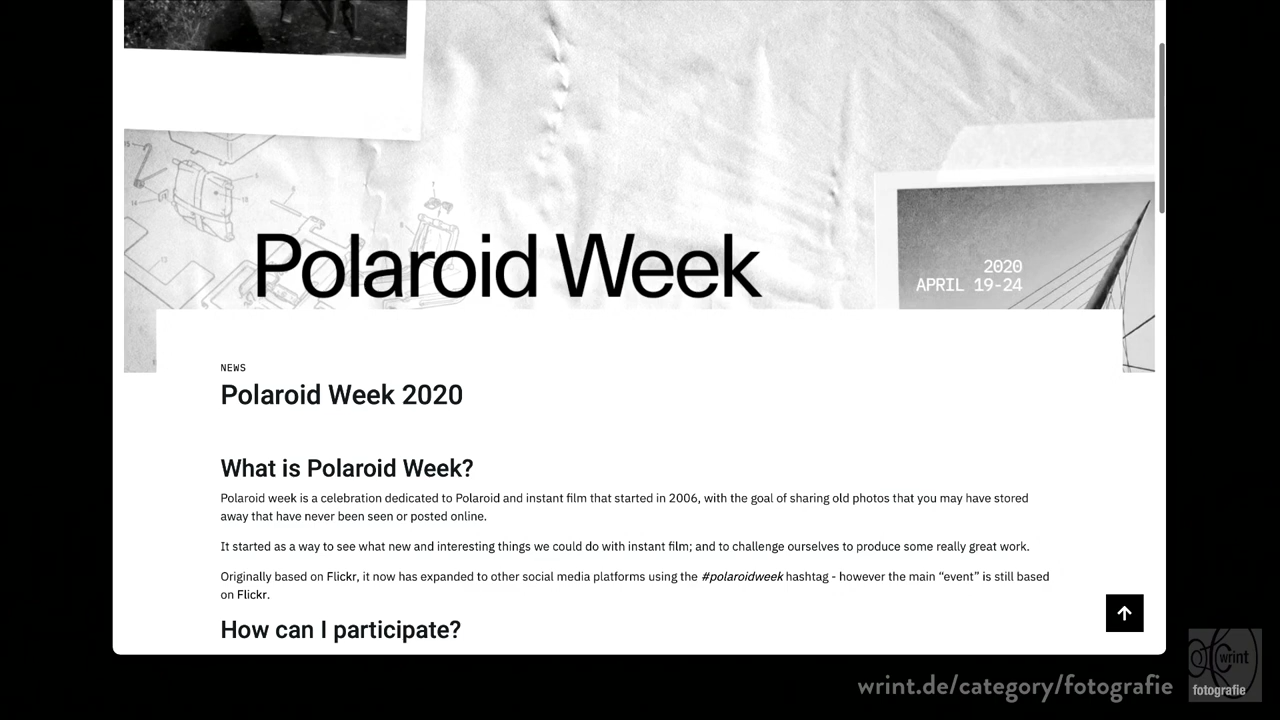 Polaroid Week
2020
APRIL 19-24
NEWS
Polaroid Week 2020
What is Polaroid Week?
Polaroid week is a celebration dedicated to Polaroid and instant film that started in 2006, with the goal of sharing old photos that you may have stored
away that have never been seen or posted online.
It started as a way to see what new and interesting things we could do with instant film; and to challenge ourselves to produce some really great work.
Originally based on Flickr, it now has expanded to other social media platforms using the #polaroidweek hashtag - however the main “event” is still based
on Flickr.
How can I participate?
wrint.de/category/fotografie
wrint
fotografie